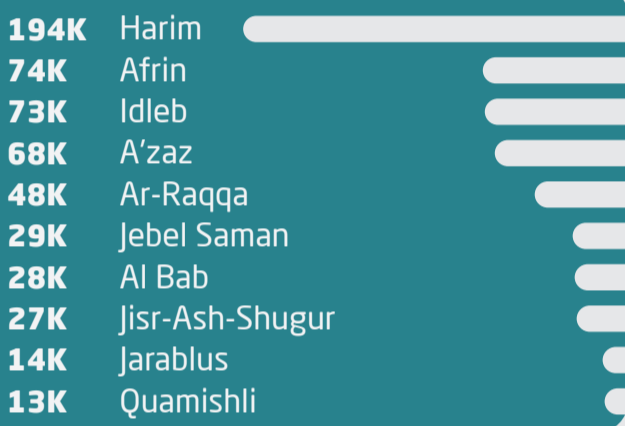 194K Harim
74K Afrin
73K Idleb
68K A'zaz
48K Ar-Raqqa
29K Jebel Saman
28K Al Bab
27K Jisr-Ash-Shugur
14K Jarablus
13K Quamishli